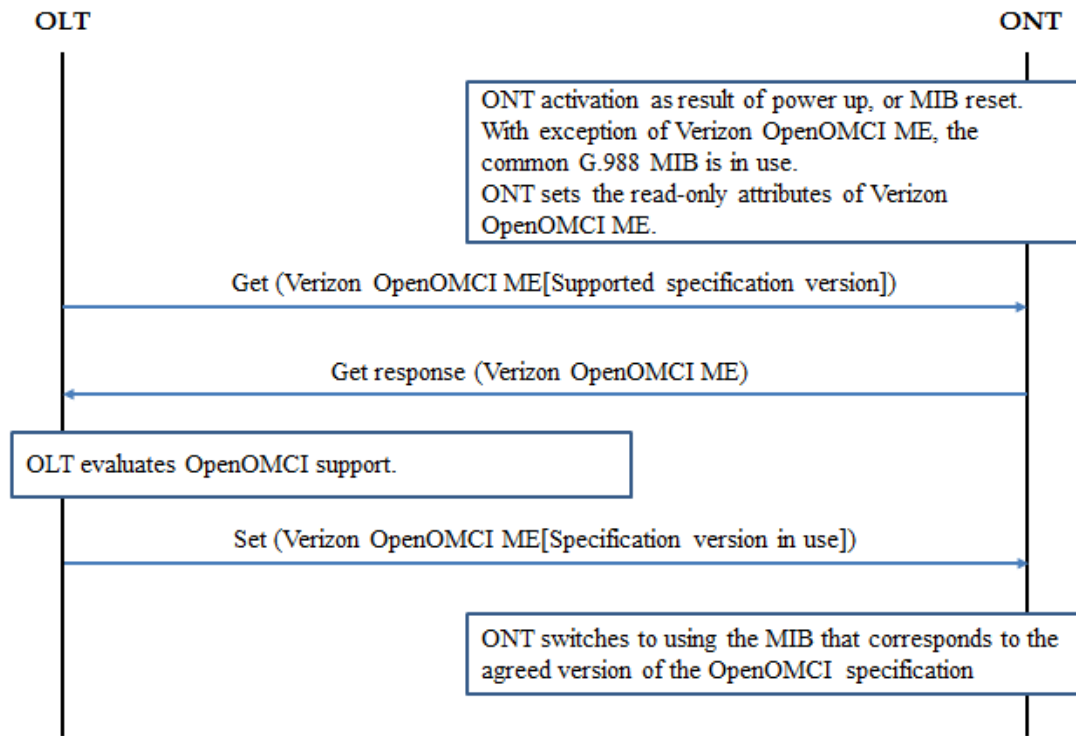 OLT
ONT
ONT activation as result of power up, or MIB reset.
With exception of Verizon OpenOMCI ME, the
common G.988 MIB is in use.
ONT sets the read-only attributes of Verizon
OpenOMCI ME.
Get (Verizon OpenOMCI ME[Supported specification version])
Get response (Verizon OpenOMCI ME)
OLT evaluates OpenOMCI support.
Set (Verizon OpenOMCI ME[Specification version in use])
ONT switches to using the MIB that corresponds to the
agreed version of the OpenOMCI specification